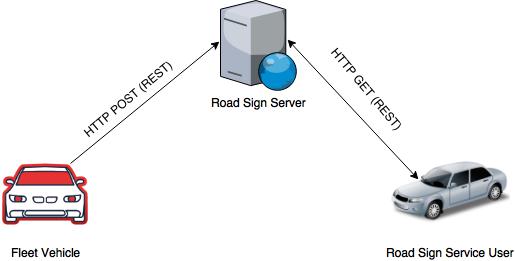 Road Sign Server
HTTP POST (REST)
HTTP GET (REST)
Fleet Vehicle
Road Sign Service User